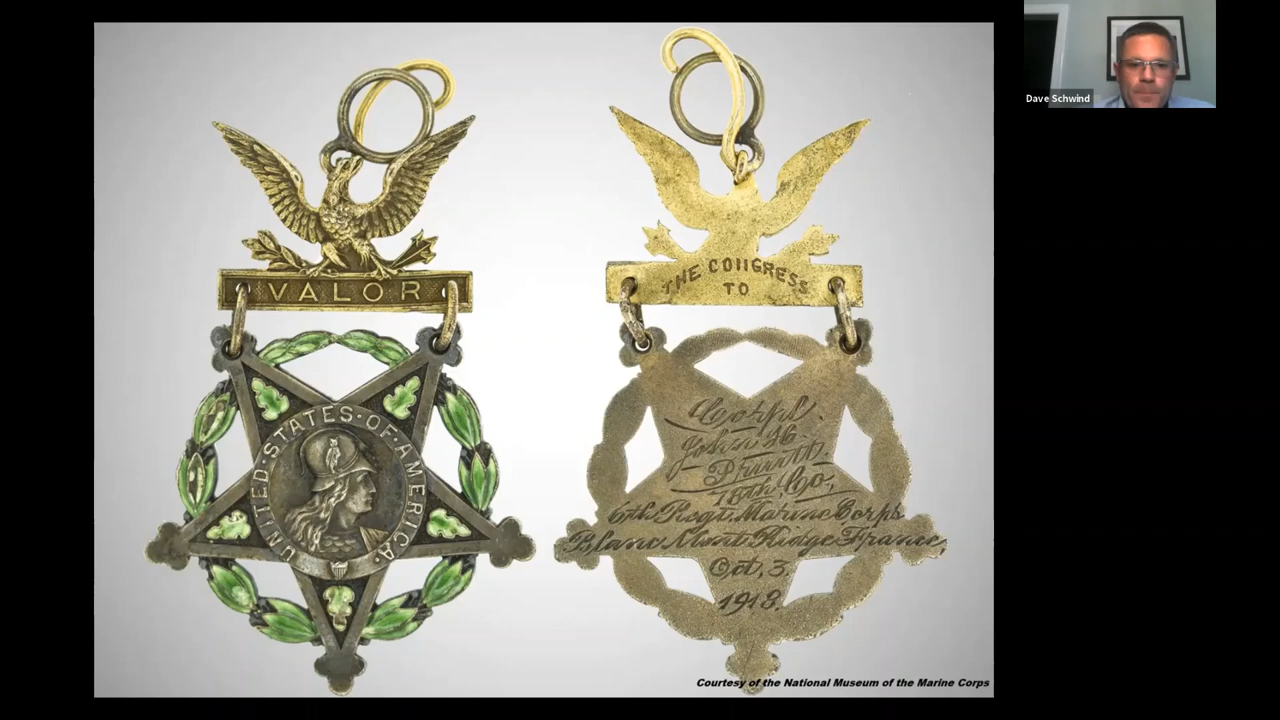 Dave Schwind
VALOR
UNITED·STATES·OF·AMERICA·
THE CONGRESS
TO
Corpl.
John H.
Pruitt.
78th Co.,
6th Regt. Marine Corps
Blanc Mont Ridge France,
Oct. 3.
1918.
Courtesy of the National Museum of the Marine Corps